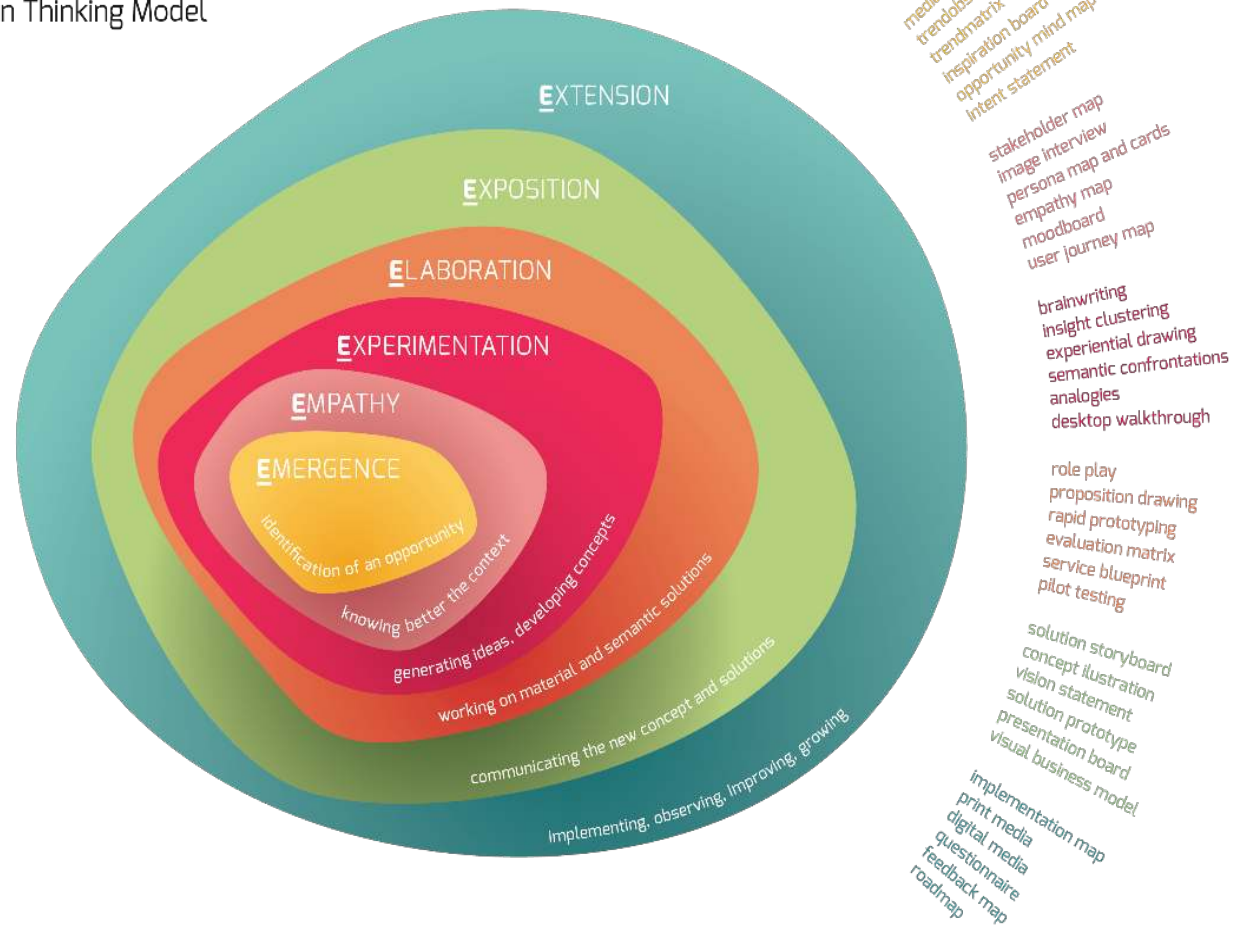 n Thinking Model
EXTENSION
EXPOSITION
ELABORATION
EXPERIMENTATION
EMPATHY
EMERGENCE
identification of an opportunity
knowing better the context
generating ideas, developing concepts
working on material and semantic solutions
communicating the new concept and solutions
implementing, observing, improving, growing
trendmatrix
inspiration board
opportunity mind map
intent statement
stakeholder map
image interview
persona map and cards
empathy map
moodboard
user journey map
brainwriting
insight clustering
experiential drawing
semantic confrontations
analogies
desktop walkthrough
role play
proposition drawing
rapid prototyping
evaluation matrix
service blueprint
pilot testing
solution storyboard
concept illustration
vision statement
solution prototype
presentation board
visual business model
implementation map
print media
digital media
questionnaire
feedback map
roadmap